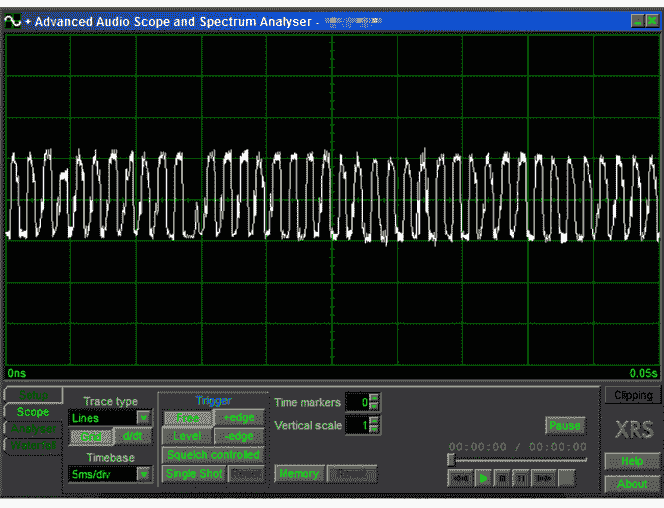 Advanced Audio Scope and Spectrum Analyser -
0ns 0.05s
Scope
Trace type
Lines
Grid d/dt
Timebase
5ms/div
Trigger
+edge
Level -edge
Squelch controlled
Single Shot
Time markers 0
Vertical scale 1
Memory
Pause
00:00:00 / 00:00:00
Clipping
XRS
Help
About